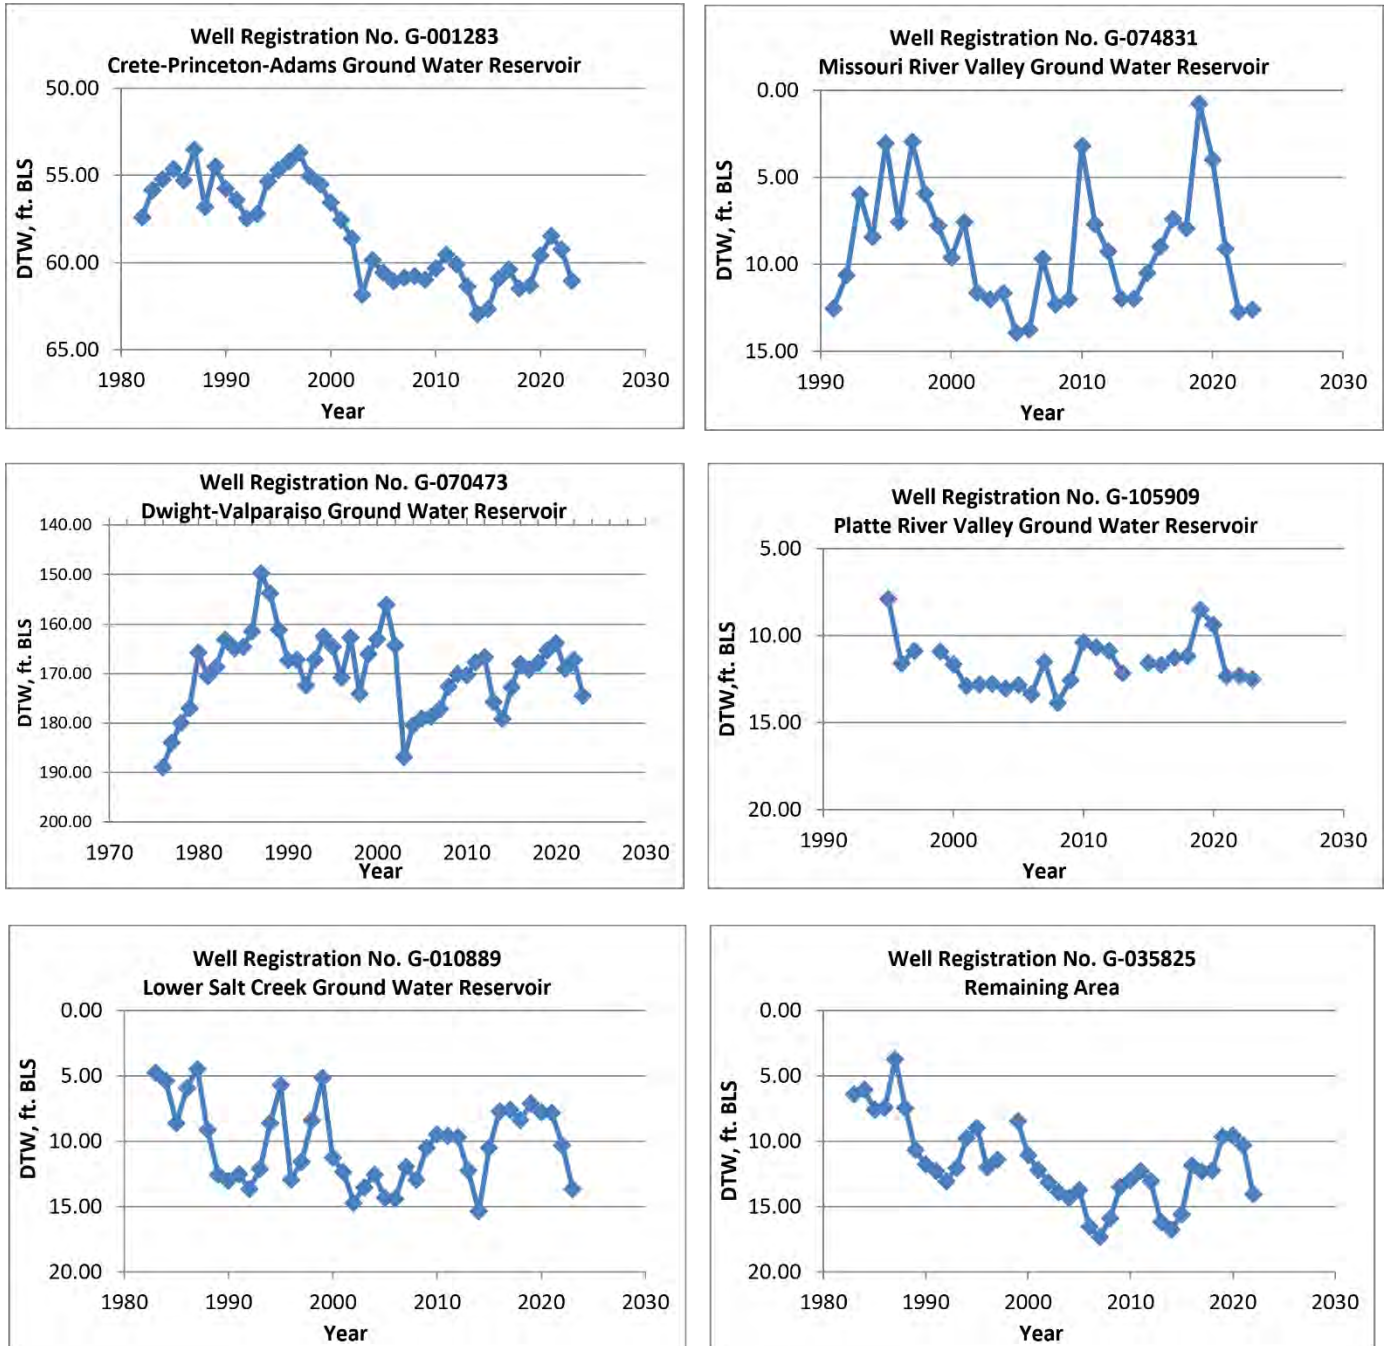 Well Registration No. G-001283
Crete-Princeton-Adams Ground Water Reservoir
50.00
55.00
60.00
65.00
DTW, ft. BLS
1980 1990 2000 2010 2020 2030
Year
Well Registration No. G-074831
Missouri River Valley Ground Water Reservoir
0.00
5.00
10.00
15.00
DTW, ft. BLS
1990 2000 2010 2020 2030
Year
Well Registration No. G-070473
Dwight-Valparaiso Ground Water Reservoir
140.00
150.00
160.00
170.00
180.00
190.00
200.00
DTW, ft. BLS
1970 1980 1990 2000 2010 2020 2030
Year
Well Registration No. G-105909
Platte River Valley Ground Water Reservoir
5.00
10.00
15.00
20.00
DTW,ft. BLS
1990 2000 2010 2020 2030
Year
Well Registration No. G-010889
Lower Salt Creek Ground Water Reservoir
0.00
5.00
10.00
15.00
20.00
DTW, ft. BLS
1980 1990 2000 2010 2020 2030
Year
Well Registration No. G-035825
Remaining Area
0.00
5.00
10.00
15.00
20.00
DTW, ft. BLS
1980 1990 2000 2010 2020 2030
Year